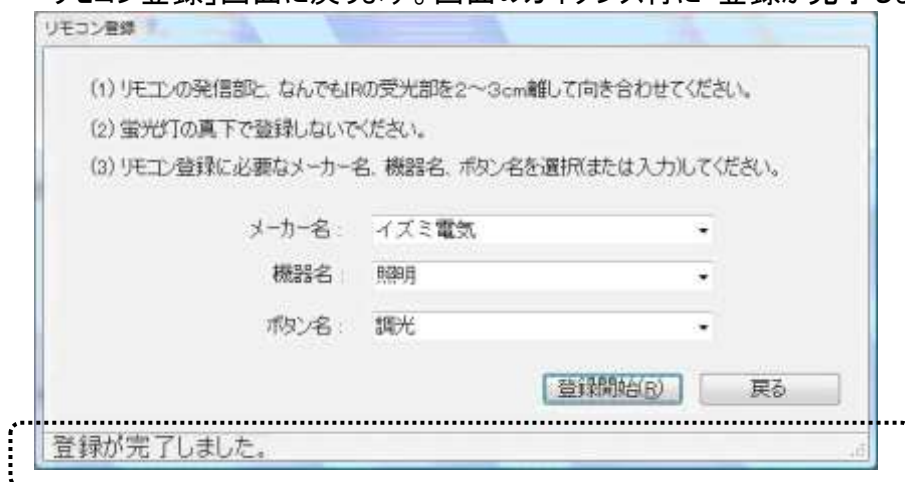 リモコン登録」画面に戻ります。画面のガイダンス行に「登録が完了しま
リモコン登録
(1)リモコンの発信部と、なんでもIRの受光部を2～3cm離して向き合わせてください。
(2)蛍光灯の真下で登録しないでください。
(3)リモコン登録に必要なメーカー名、機器名、ボタン名を選択(または入力)してください。
メーカー名: イズミ電気
機器名: 照明
ボタン名: 調光
登録開始(R) 戻る
登録が完了しました。